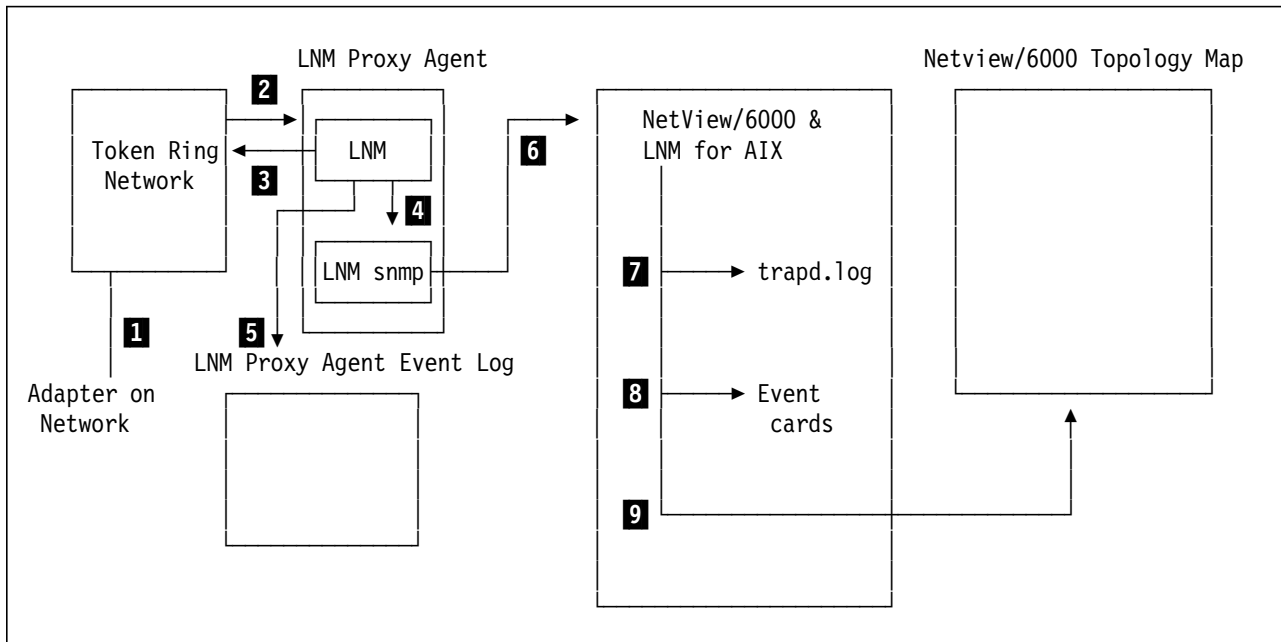 LNM Proxy Agent
Netview/6000 Topology Map
2
NetView/6000 &
LNM for AIX
Token Ring
Network
LNM
3
6
4
LNM snmp
7
trapd.log
1
5
LNM Proxy Agent Event Log
Adapter on
Network
8
Event
cards
9